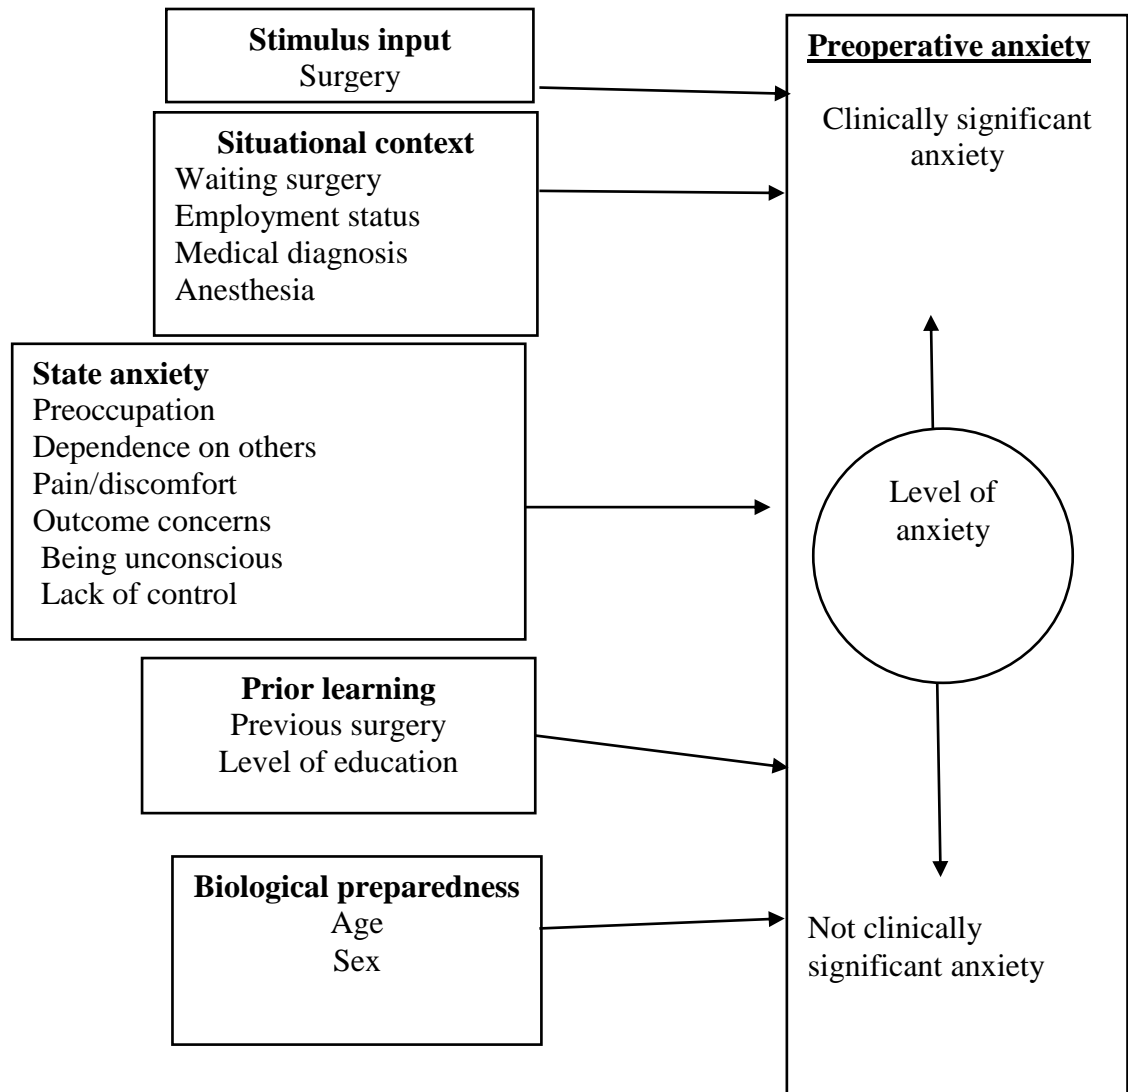 Stimulus input
Surgery
Situational context
Waiting surgery
Employment status
Medical diagnosis
Anesthesia
State anxiety
Preoccupation
Dependence on others
Pain/discomfort
Outcome concerns
Being unconscious
Lack of control
Prior learning
Previous surgery
Level of education
Biological preparedness
Age
Sex
Preoperative anxiety
Clinically significant
anxiety
Level of
anxiety
Not clinically
significant anxiety